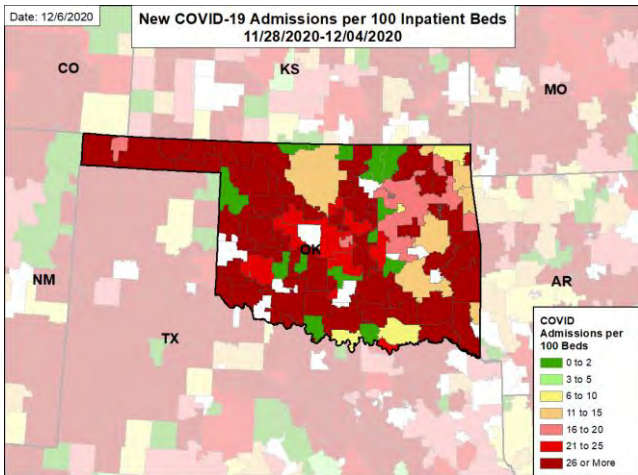 Date: 12/6/2020
New COVID-19 Admissions per 100 Inpatient Beds
11/28/2020-12/04/2020
CO
KS
MO
OK
NM
AR
TX
COVID
Admissions per
100 Beds
0 to 2
3 to 5
6 to 10
11 to 15
16 to 20
21 to 25
26 or More